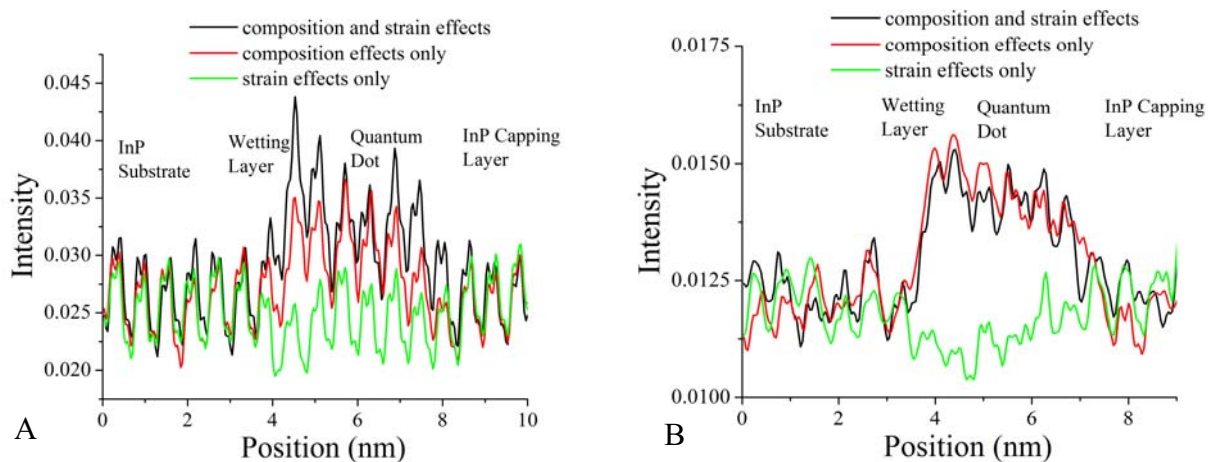 composition and strain effects
composition effects only
strain effects only
0.045
0.040
0.035
0.030
0.025
0.020
Intensity
InP
Substrate
Wetting
Layer
Quantum
Dot
InP Capping
Layer
0
2
4
6
8
10
Position (nm)
A
composition and strain effects
composition effects only
strain effects only
0.0175
0.0150
0.0125
0.0100
Intensity
InP
Substrate
Wetting
Layer
Quantum
Dot
InP Capping
Layer
0
2
4
6
8
Position (nm)
B